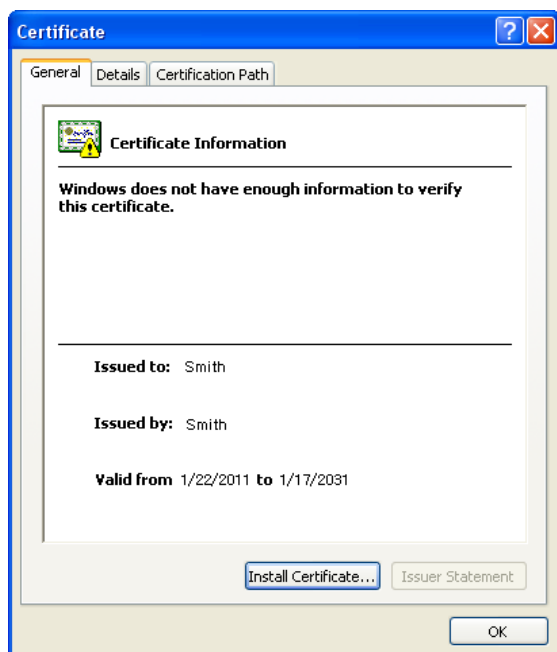 Certificate
General Details Certification Path
Certificate Information
Windows does not have enough information to verify
this certificate.
Issued to: Smith
Issued by: Smith
Valid from 1/22/2011 to 1/17/2031
Install Certificate... Issuer Statement
OK